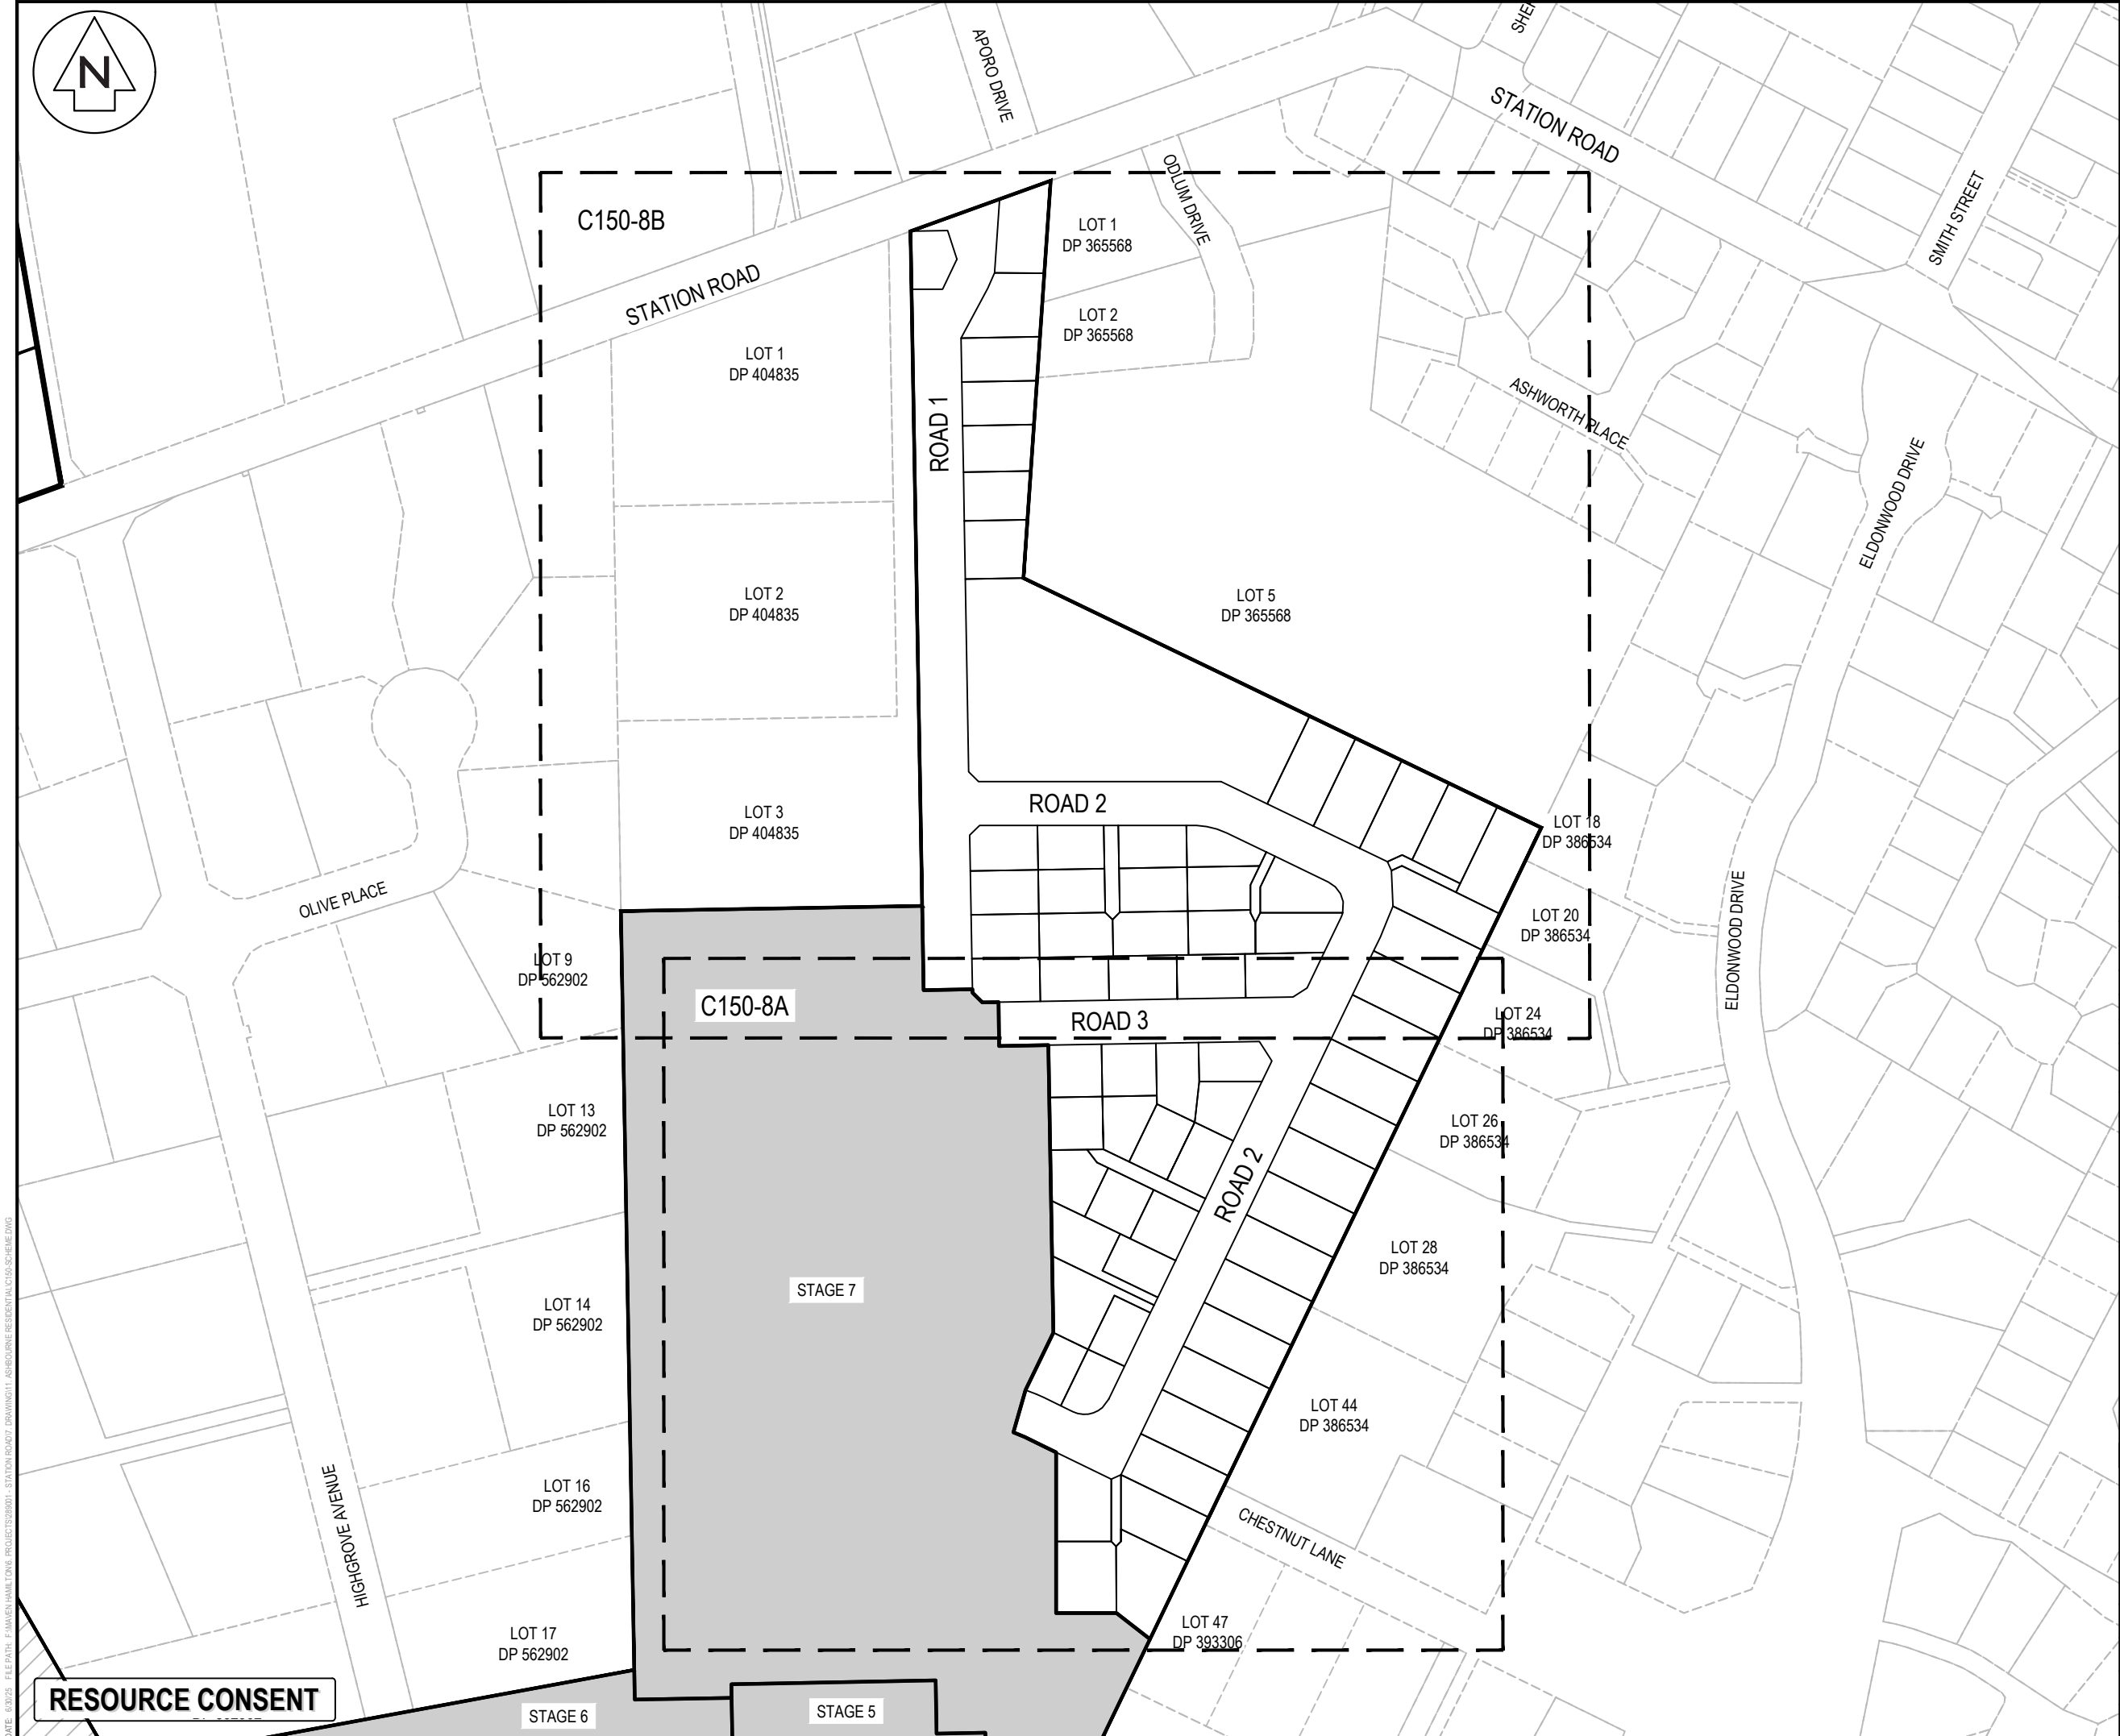 N
APORO DRIVE
STATION ROAD
SMITH STREET
ODLUM DRIVE
C150-8B
STATION ROAD
LOT 1
DP 365568
LOT 2
DP 365568
LOT 1
DP 404835
ROAD 1
ASHWORTH PLACE
ELDONWOOD DRIVE
LOT 2
DP 404835
LOT 5
DP 365568
LOT 3
DP 404835
ROAD 2
LOT 18
DP 386534
OLIVE PLACE
LOT 20
DP 386534
ELDONWOOD DRIVE
LOT 9
DP 562902
C150-8A
ROAD 3
LOT 24
DP 386534
LOT 13
DP 562902
LOT 26
DP 386534
ROAD 2
LOT 28
DP 386534
STAGE 7
LOT 14
DP 562902
LOT 44
DP 386534
LOT 16
DP 562902
HIGHGROVE AVENUE
CHESTNUT LANE
LOT 17
DP 562902
LOT 47
DP 393306
RESOURCE CONSENT
STAGE 6
STAGE 5